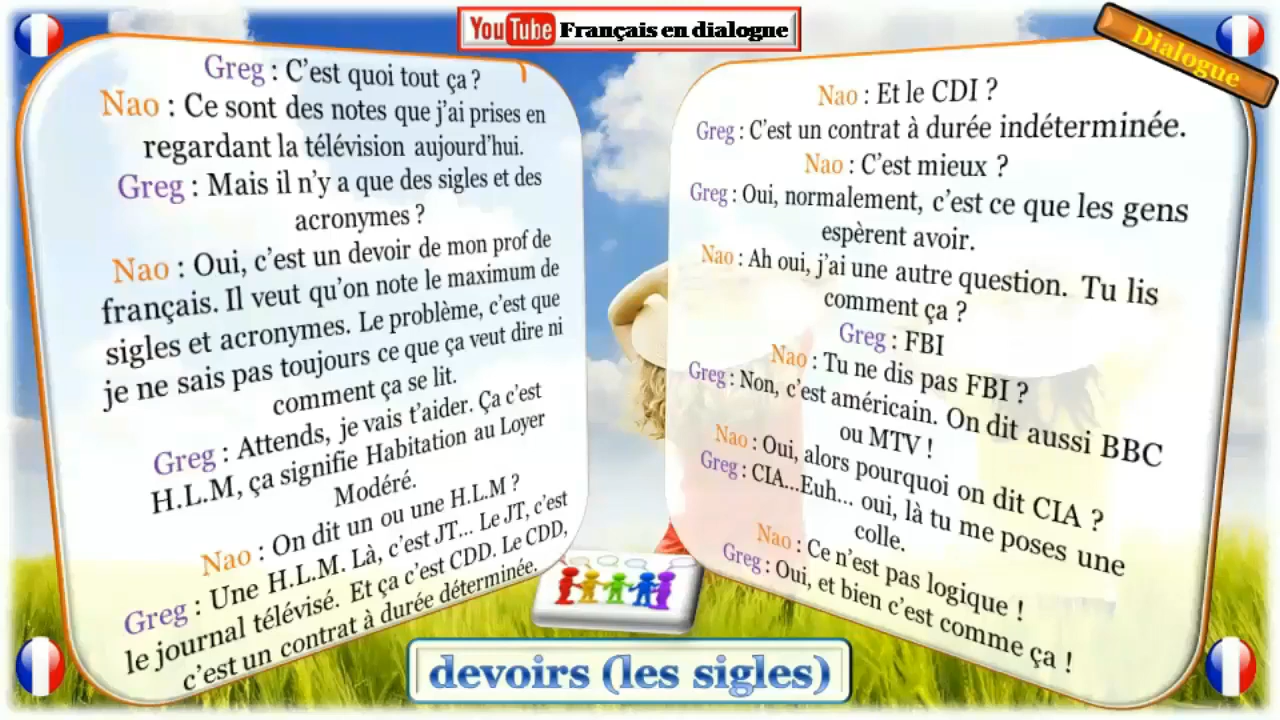 YouTube Français en dialogue
Dialogue
Greg : C'est quoi tout ça ?
Nao : Ce sont des notes que j'ai prises en
regardant la télévision aujourd'hui.
Greg : Mais il n'y a que des sigles et des
acronymes ?
Nao : Oui, c'est un devoir de mon prof de
français. Il veut qu'on note le maximum de
sigles et acronymes. Le problème, c'est que
je ne sais pas toujours ce que ça veut dire ni
comment ça se lit.
Greg : Attends, je vais t'aider. Ça c'est
H.L.M, ça signifie Habitation au Loyer
Modéré.
Nao : On dit un ou une H.L.M ?
Greg : Une H.L.M. Là, c'est JT... Le JT, c'est
le journal télévisé. Et ça c'est CDD. Le CDD,
c'est un contrat à durée déterminée.
Nao : Et le CDI ?
Greg : C'est un contrat à durée indéterminée.
Nao : C'est mieux ?
Greg : Oui, normalement, c'est ce que les gens
espèrent avoir.
Nao : Ah oui, j'ai une autre question. Tu lis
comment ça ?
Greg : FBI
Nao : Tu ne dis pas FBI ?
Greg : Non, c'est américain. On dit aussi BBC
ou MTV !
Nao : Oui, alors pourquoi on dit CIA ?
Greg : CIA...Euh... oui, là tu me poses une
colle.
Nao : Ce n'est pas logique !
Greg : Oui, et bien c'est comme ça !
devoirs (les sigles)